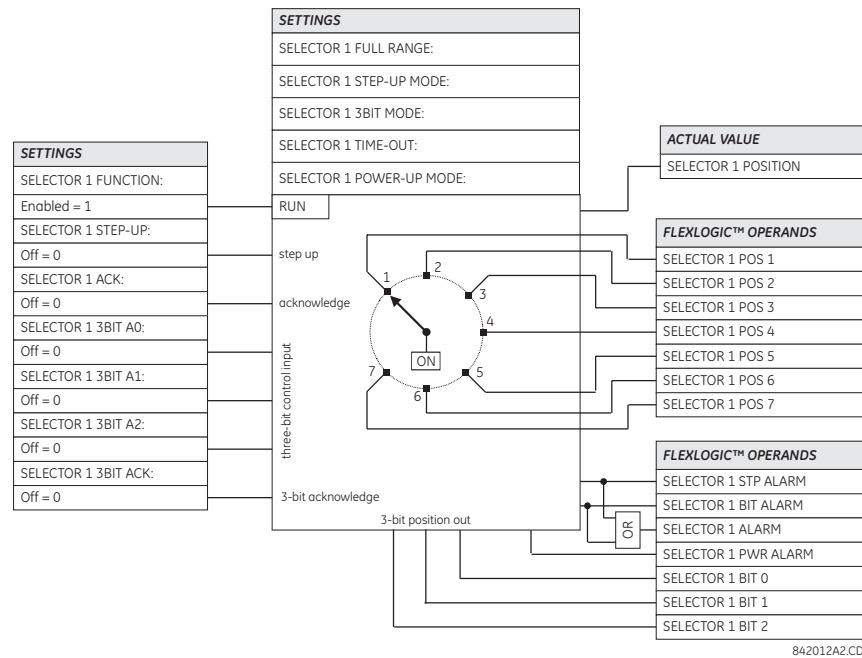 SETTINGS
SELECTOR 1 FULL RANGE:
SELECTOR 1 STEP-UP MODE:
SELECTOR 1 3BIT MODE:
SELECTOR 1 TIME-OUT:
SELECTOR 1 POWER-UP MODE:
SETTINGS
SELECTOR 1 FUNCTION:
Enabled = 1
SELECTOR 1 STEP-UP:
Off = 0
SELECTOR 1 ACK:
Off = 0
SELECTOR 1 3BIT A0:
Off = 0
SELECTOR 1 3BIT A1:
Off = 0
SELECTOR 1 3BIT A2:
Off = 0
SELECTOR 1 3BIT ACK:
Off = 0
RUN
step up
acknowledge
three-bit control input
3-bit acknowledge
3-bit position out
1
2
3
4
5
6
7
ON
ACTUAL VALUE
SELECTOR 1 POSITION
FLEXLOGIC™ OPERANDS
SELECTOR 1 POS 1
SELECTOR 1 POS 2
SELECTOR 1 POS 3
SELECTOR 1 POS 4
SELECTOR 1 POS 5
SELECTOR 1 POS 6
SELECTOR 1 POS 7
FLEXLOGIC™ OPERANDS
SELECTOR 1 STP ALARM
SELECTOR 1 BIT ALARM
OR
SELECTOR 1 ALARM
SELECTOR 1 PWR ALARM
SELECTOR 1 BIT 0
SELECTOR 1 BIT 1
SELECTOR 1 BIT 2
842012A2.CD